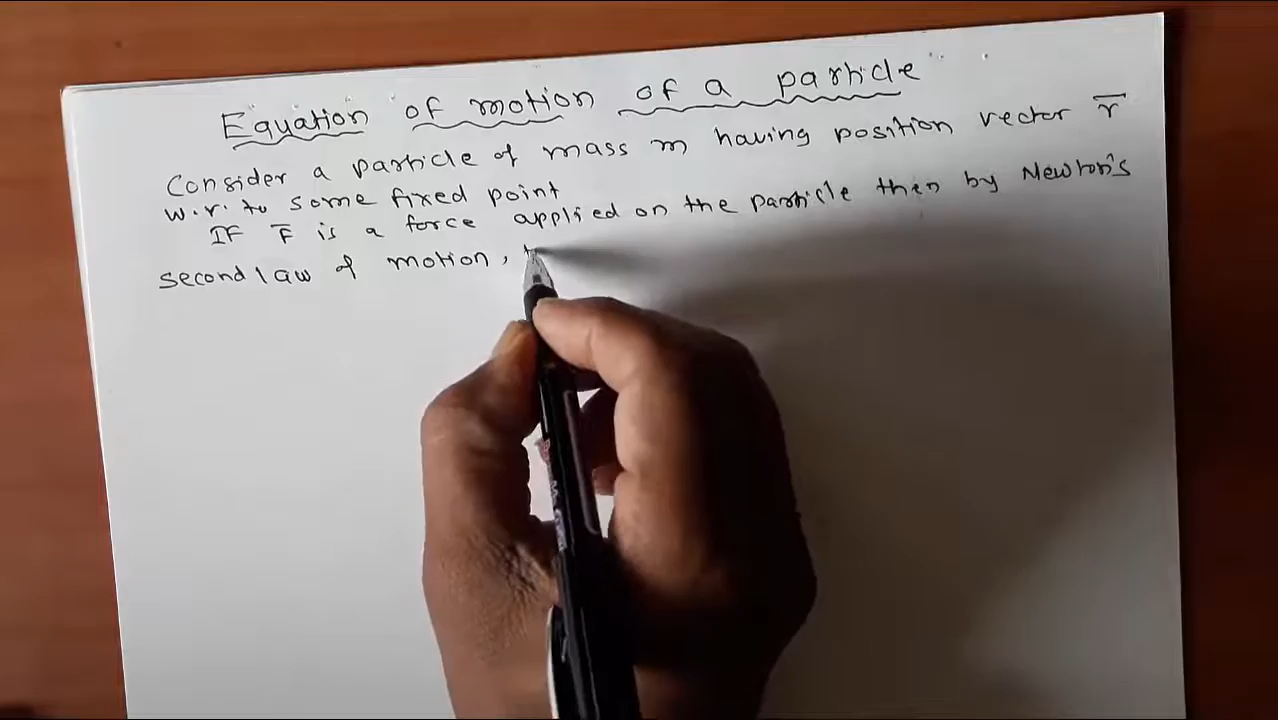 Equation of motion of a particle
Consider a particle of mass m having position vector r̅
w.r. to some fixed point
IF F̅ is a force applied on the particle then by Newton's
second law of motion,